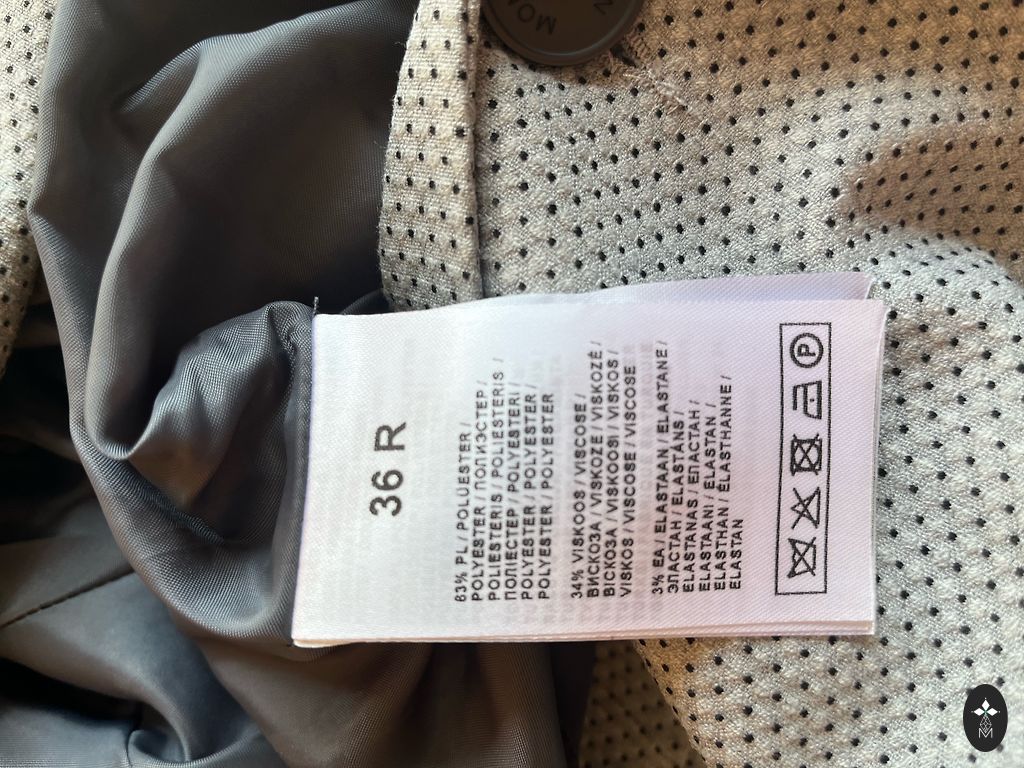 MON
36 R
63% PL / POLÜESTER /
POLYESTER / ПОЛИЭСТЕР /
POLIESTERIS / POLIESTERIS
ПОЛІЕСТЕР / POLYESTERI /
POLYESTER / POLYESTER /
POLYESTER / POLYESTER
34% VISKOOS / VISCOSE /
ВИСКОЗА / VISKOZE / VISKOZĖ /
ВІСКОЗА / VISKOOSI / VISKOS /
VISKOS / VISCOSE / VISCOSE
3% EA / ELASTAAN / ELASTANE /
ЭЛАСТАН / ELASTĀNS /
ELASTANAS / ЕЛАСТАН /
ELASTAANI / ELASTAN /
ELASTHAN / ÉLASTHANNE /
ELASTAN
P
M